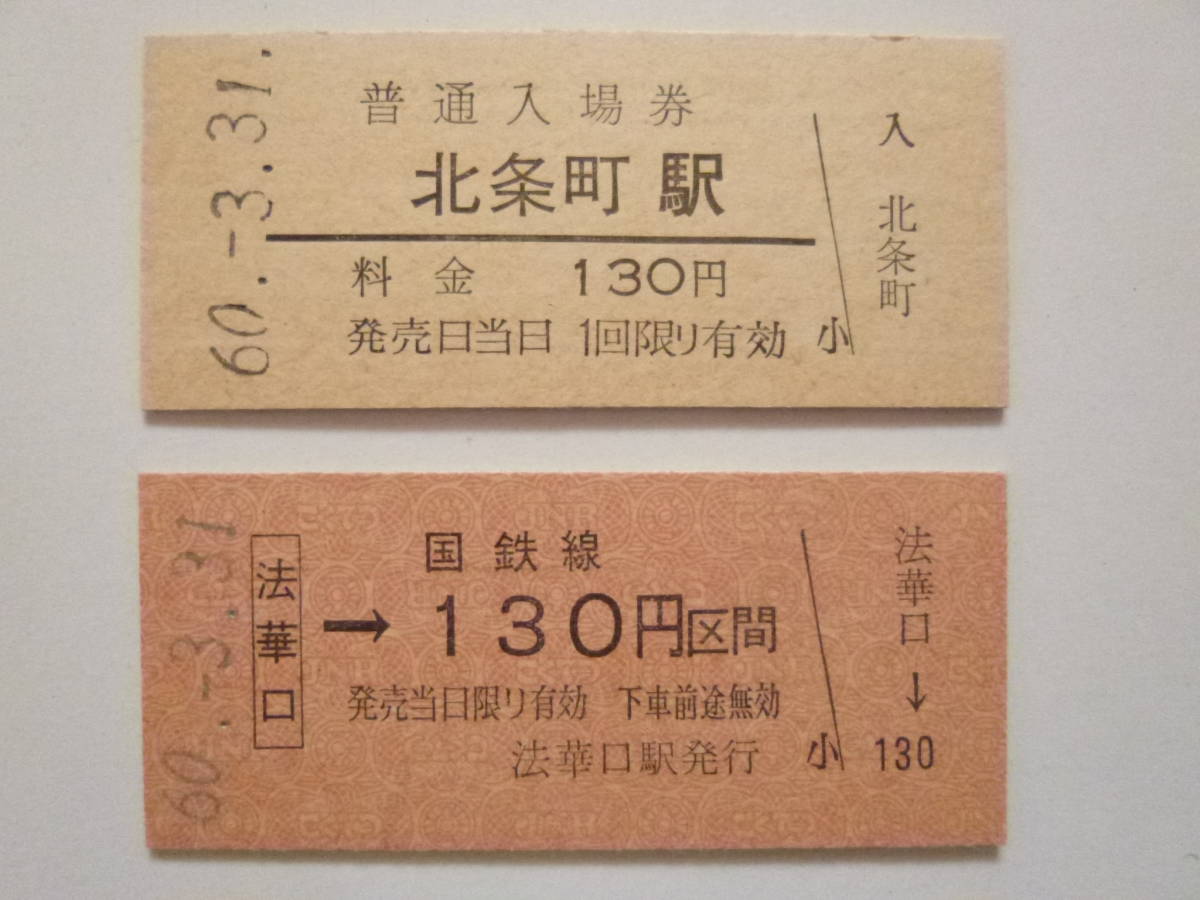 60.-3.31.
普通入場券
北条町駅
料金 130円
発売日当日1回限り有効 小
入 北条町
60.-3.31
法華口
国鉄線
→130円区間
発売当日限り有効 下車前途無効
法華口駅発行 小
法華口
↓
130